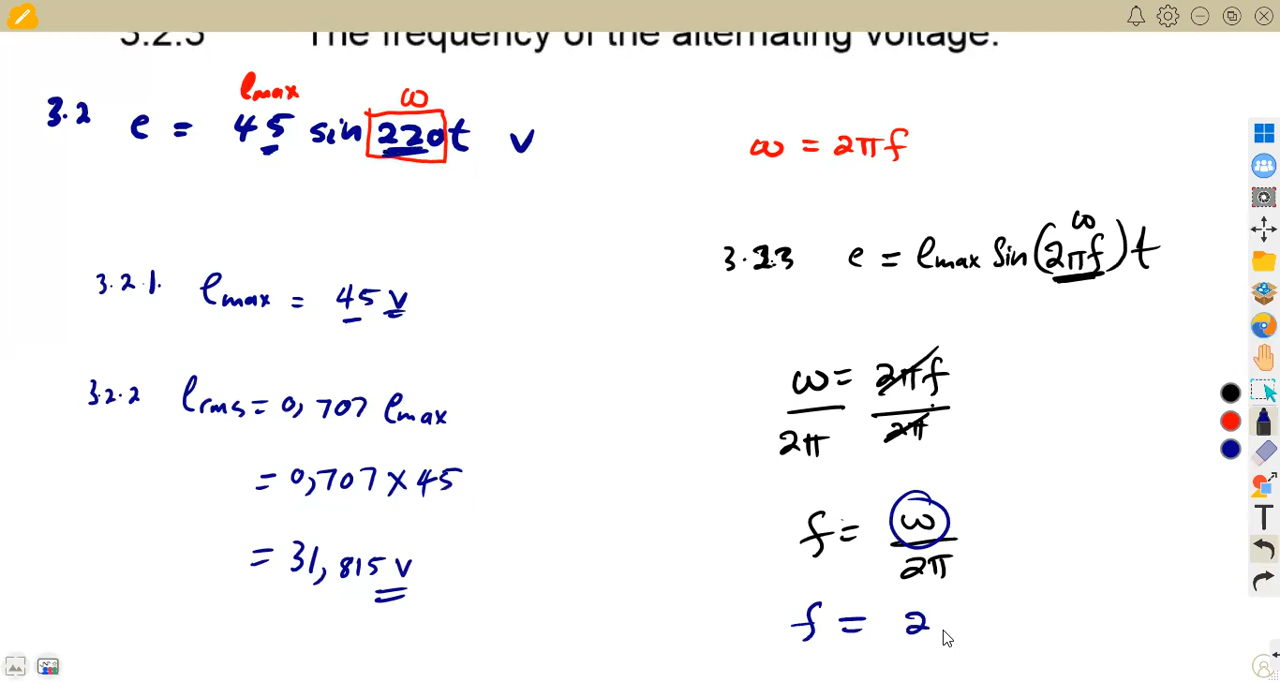 3.2.3 The frequency of the alternating voltage.
emax ω
3.2 e = 45 sin 220t v
3.2.1. emax = 45 v
3.2.2 erms = 0,707 emax
= 0,707 × 45
= 31,815 v
ω = 2πf
ω
3.2.3 e = emax sin (2πf) t
ω = 2πf
2π 2π
f = ω
2π
f = 2
T